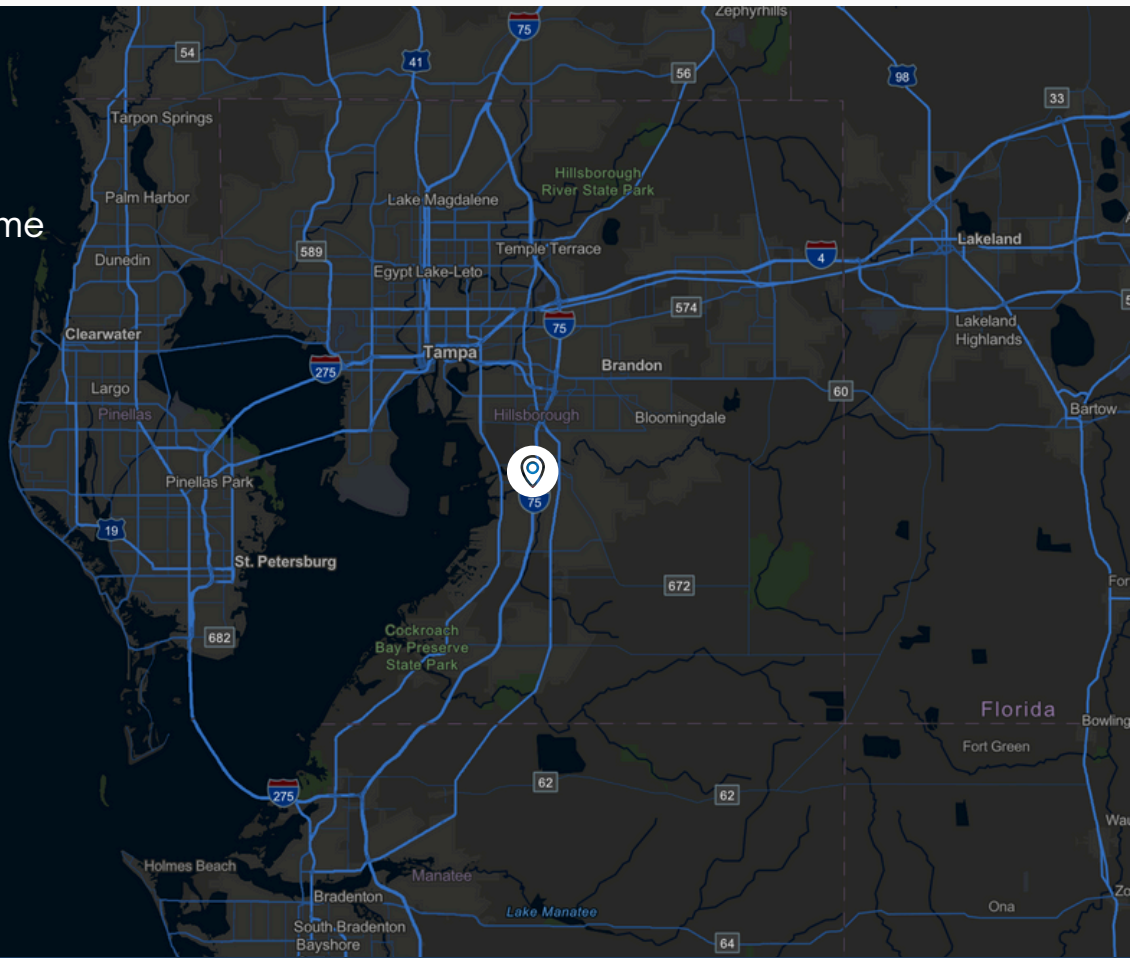 Zephyrhills
75
54
41
56
98
33
Tarpon Springs
Hillsborough
River State Park
Palm Harbor
Lake Magdalene
me
Lakeland
589
Temple Terrace
4
Dunedin
Egypt Lake-Leto
574
75
Lakeland
Highlands
Clearwater
Tampa
275
Brandon
Largo
60
Pinellas
Hillsborough
Bloomingdale
Bartow
Pinellas Park
75
19
St. Petersburg
672
682
Cockroach
Bay Preserve
State Park
Florida
Bowling
Fort Green
62
275
62
Holmes Beach
Manatee
Bradenton
Lake Manatee
Ona
South Bradenton
Bayshore
64